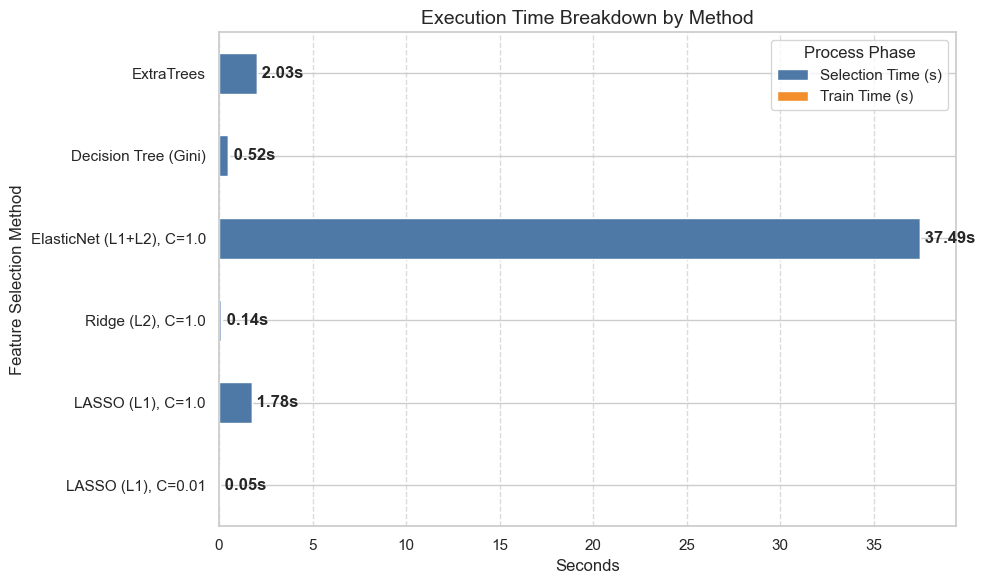 Execution Time Breakdown by Method
Process Phase
Selection Time (s)
Train Time (s)
Feature Selection Method
ExtraTrees
2.03s
Decision Tree (Gini)
0.52s
ElasticNet (L1+L2), C=1.0
37.49s
Ridge (L2), C=1.0
0.14s
LASSO (L1), C=1.0
1.78s
LASSO (L1), C=0.01
0.05s
0 5 10 15 20 25 30 35
Seconds